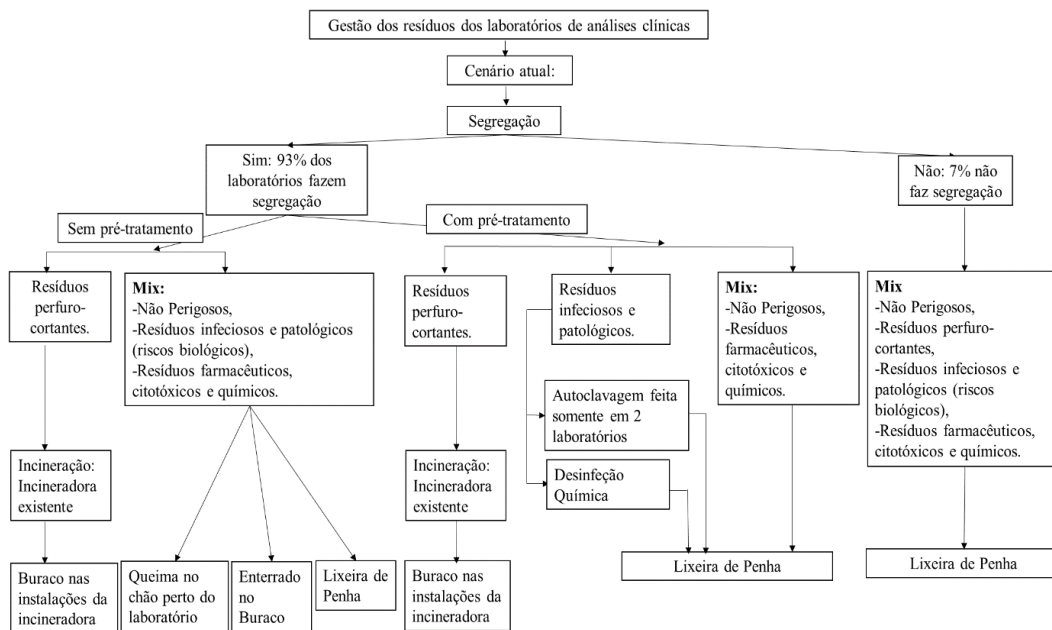 Gestão dos resíduos dos laboratórios de análises clínicas
Cenário atual:
Segregação
Sim: 93% dos
laboratórios fazem
segregação
Não: 7% não
faz segregação
Sem pré-tratamento
Com pré-tratamento
Resíduos
perfuro-
cortantes.
Mix:
-Não Perigosos,
-Resíduos infeciosos e patológicos
(riscos biológicos),
-Resíduos farmacêuticos,
citotóxicos e químicos.
Resíduos
perfuro-
cortantes.
Resíduos
infeciosos e
patológicos.
Mix:
-Não Perigosos,
-Resíduos
farmacêuticos,
citotóxicos e
químicos.
Mix
-Não Perigosos,
-Resíduos perfuro-
cortantes,
-Resíduos infeciosos e
patológicos (riscos
biológicos),
-Resíduos farmacêuticos,
citotóxicos e químicos.
Autoclavagem feita
somente em 2
laboratórios
Incineração:
Incineradora
existente
Incineração:
Incineradora
existente
Desinfeção
Química
Buraco nas
instalações da
incineradora
Queima no
chão perto do
laboratório
Enterrado
no
Buraco
Lixeira de
Penha
Buraco nas
instalações da
incineradora
Lixeira de Penha
Lixeira de Penha